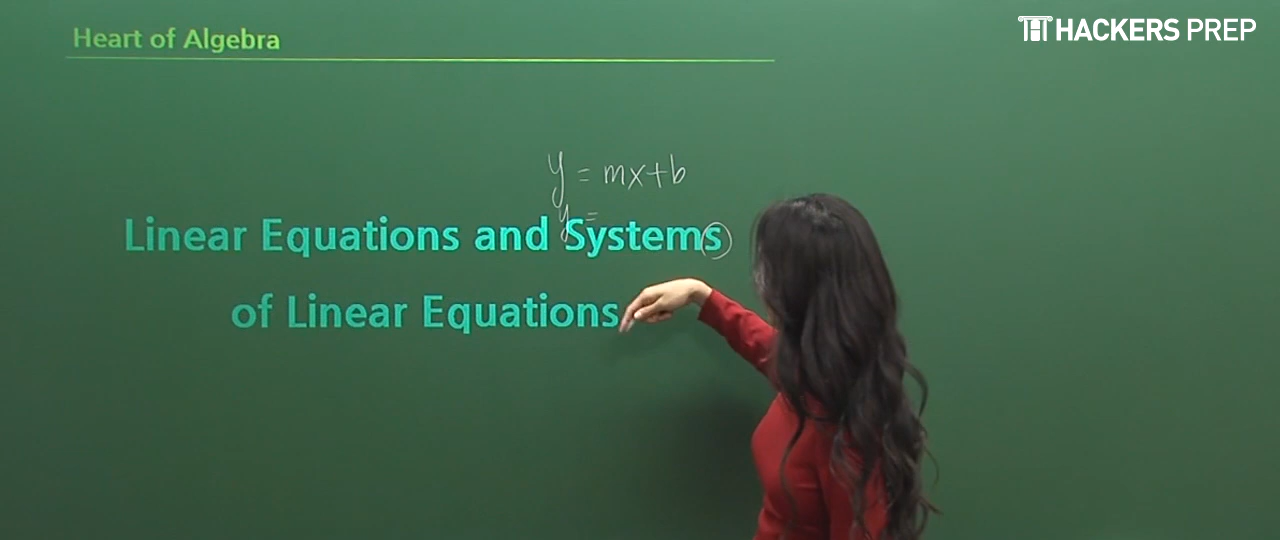 Heart of Algebra
HACKERS PREP
y = mx+b
y =
Linear Equations and Systems
of Linear Equations